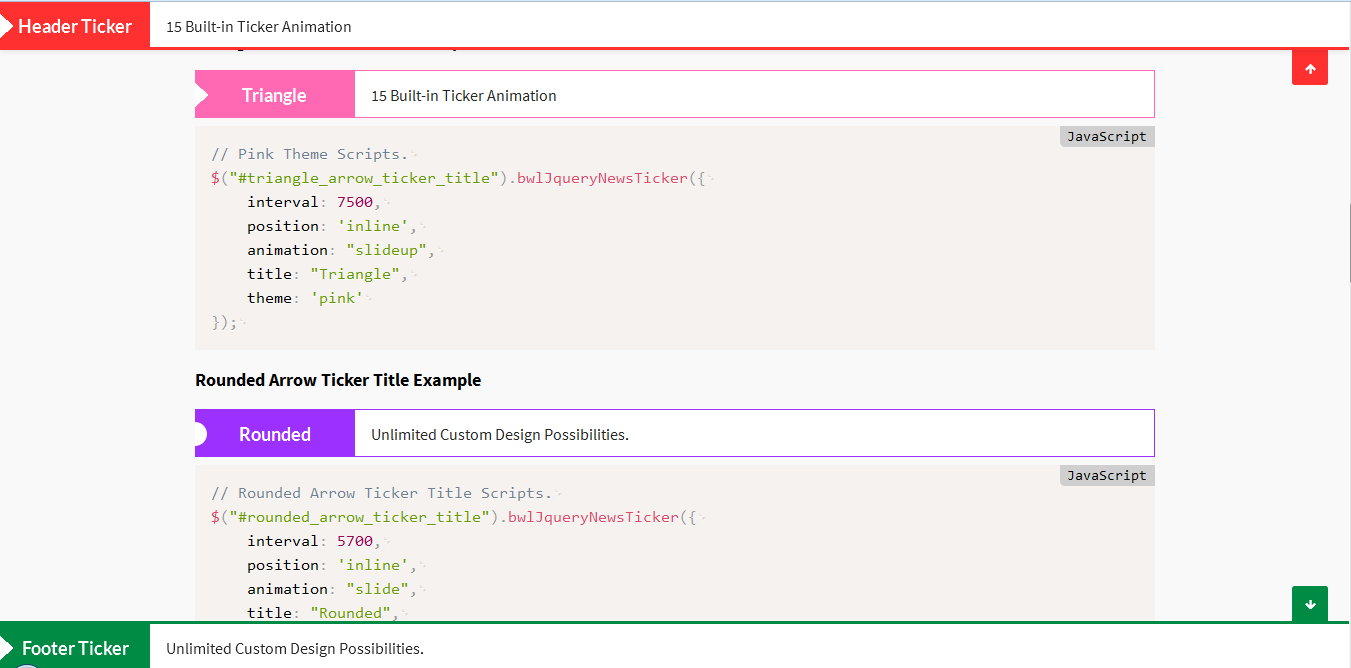 Header Ticker
15 Built-in Ticker Animation
Triangle
15 Built-in Ticker Animation
JavaScript
// Pink Theme Scripts.
$("#triangle_arrow_ticker_title").bwlJqueryNewsTicker({
    interval: 7500,
    position: 'inline',
    animation: "slideup",
    title: "Triangle",
    theme: 'pink'
});
Rounded Arrow Ticker Title Example
Rounded
Unlimited Custom Design Possibilities.
JavaScript
// Rounded Arrow Ticker Title Scripts.
$("#rounded_arrow_ticker_title").bwlJqueryNewsTicker({
    interval: 5700,
    position: 'inline',
    animation: "slide",
    title: "Rounded",
Footer Ticker
Unlimited Custom Design Possibilities.